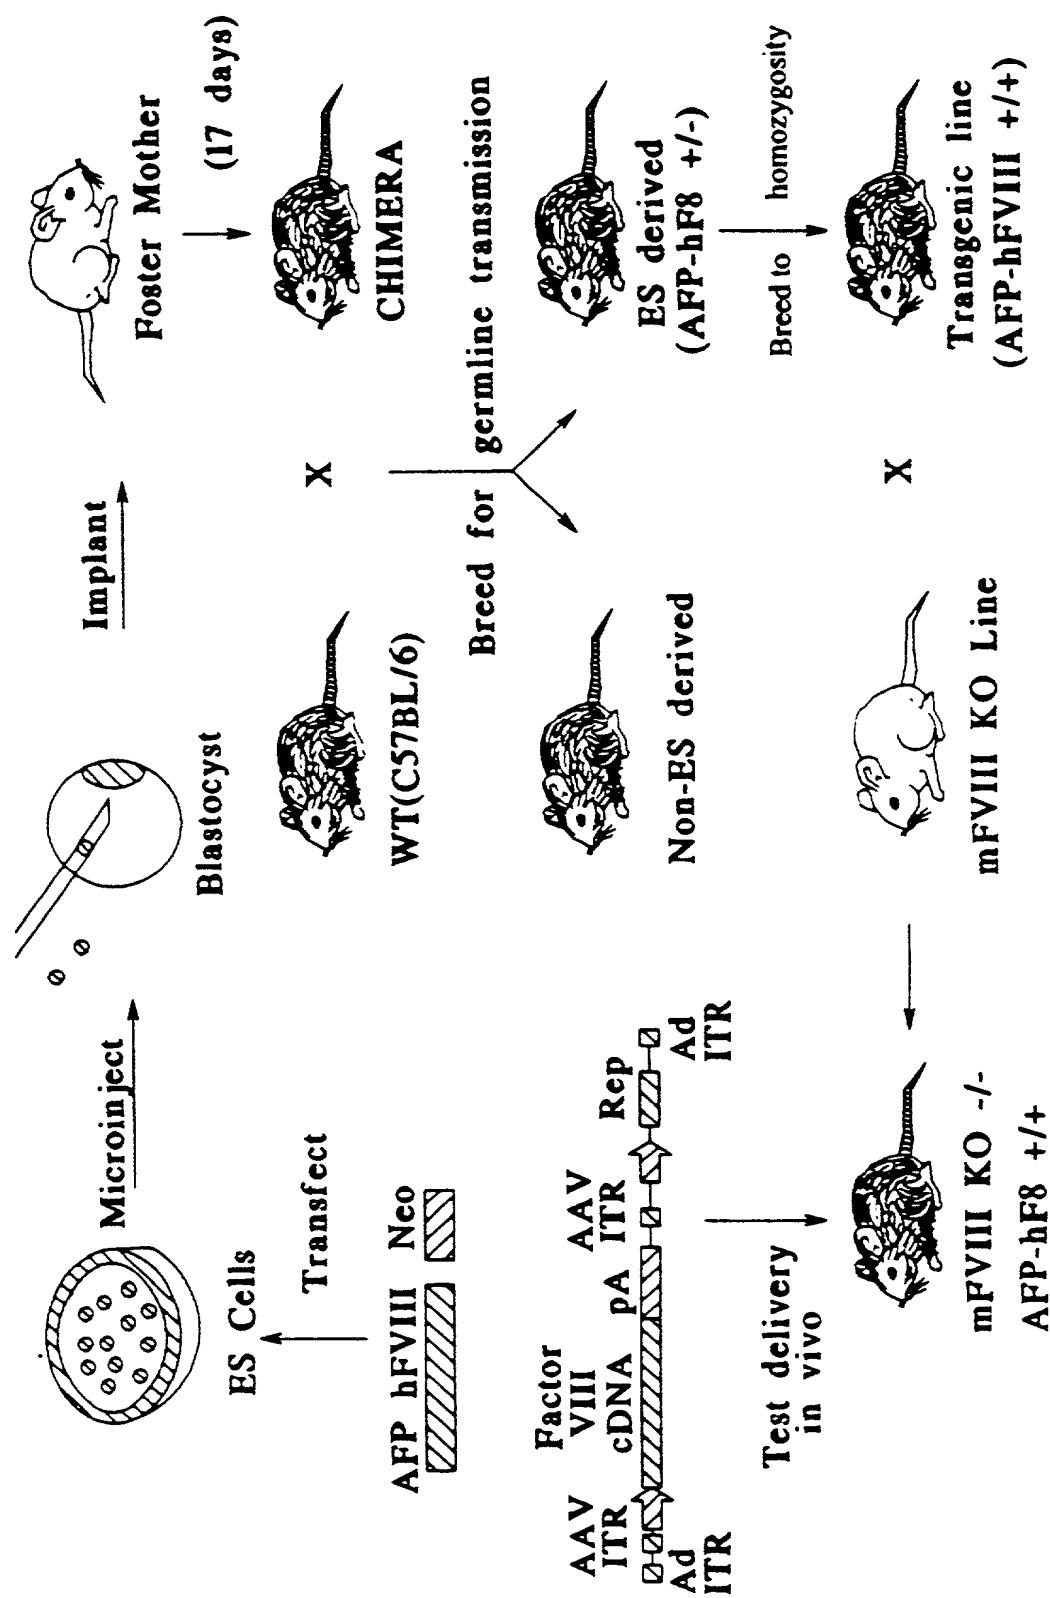 Microinject
Implant
ES Cells
Blastocyst
Foster Mother
(17 days)
Transfect
AFP hFVIII Neo
WT(C57BL/6)
X
CHIMERA
Breed for germline transmission
Factor
VIII
cDNA
AAV
ITR
pA
AAV
ITR
Rep
Ad
ITR
Ad
ITR
Non-ES derived
ES derived
(AFP-hF8 +/-)
Test delivery
in vivo
Breed to homozygosity
mFVIII KO -/-
AFP-hF8 +/+
mFVIII KO Line
X
Transgenic line
(AFP-hFVIII +/+)